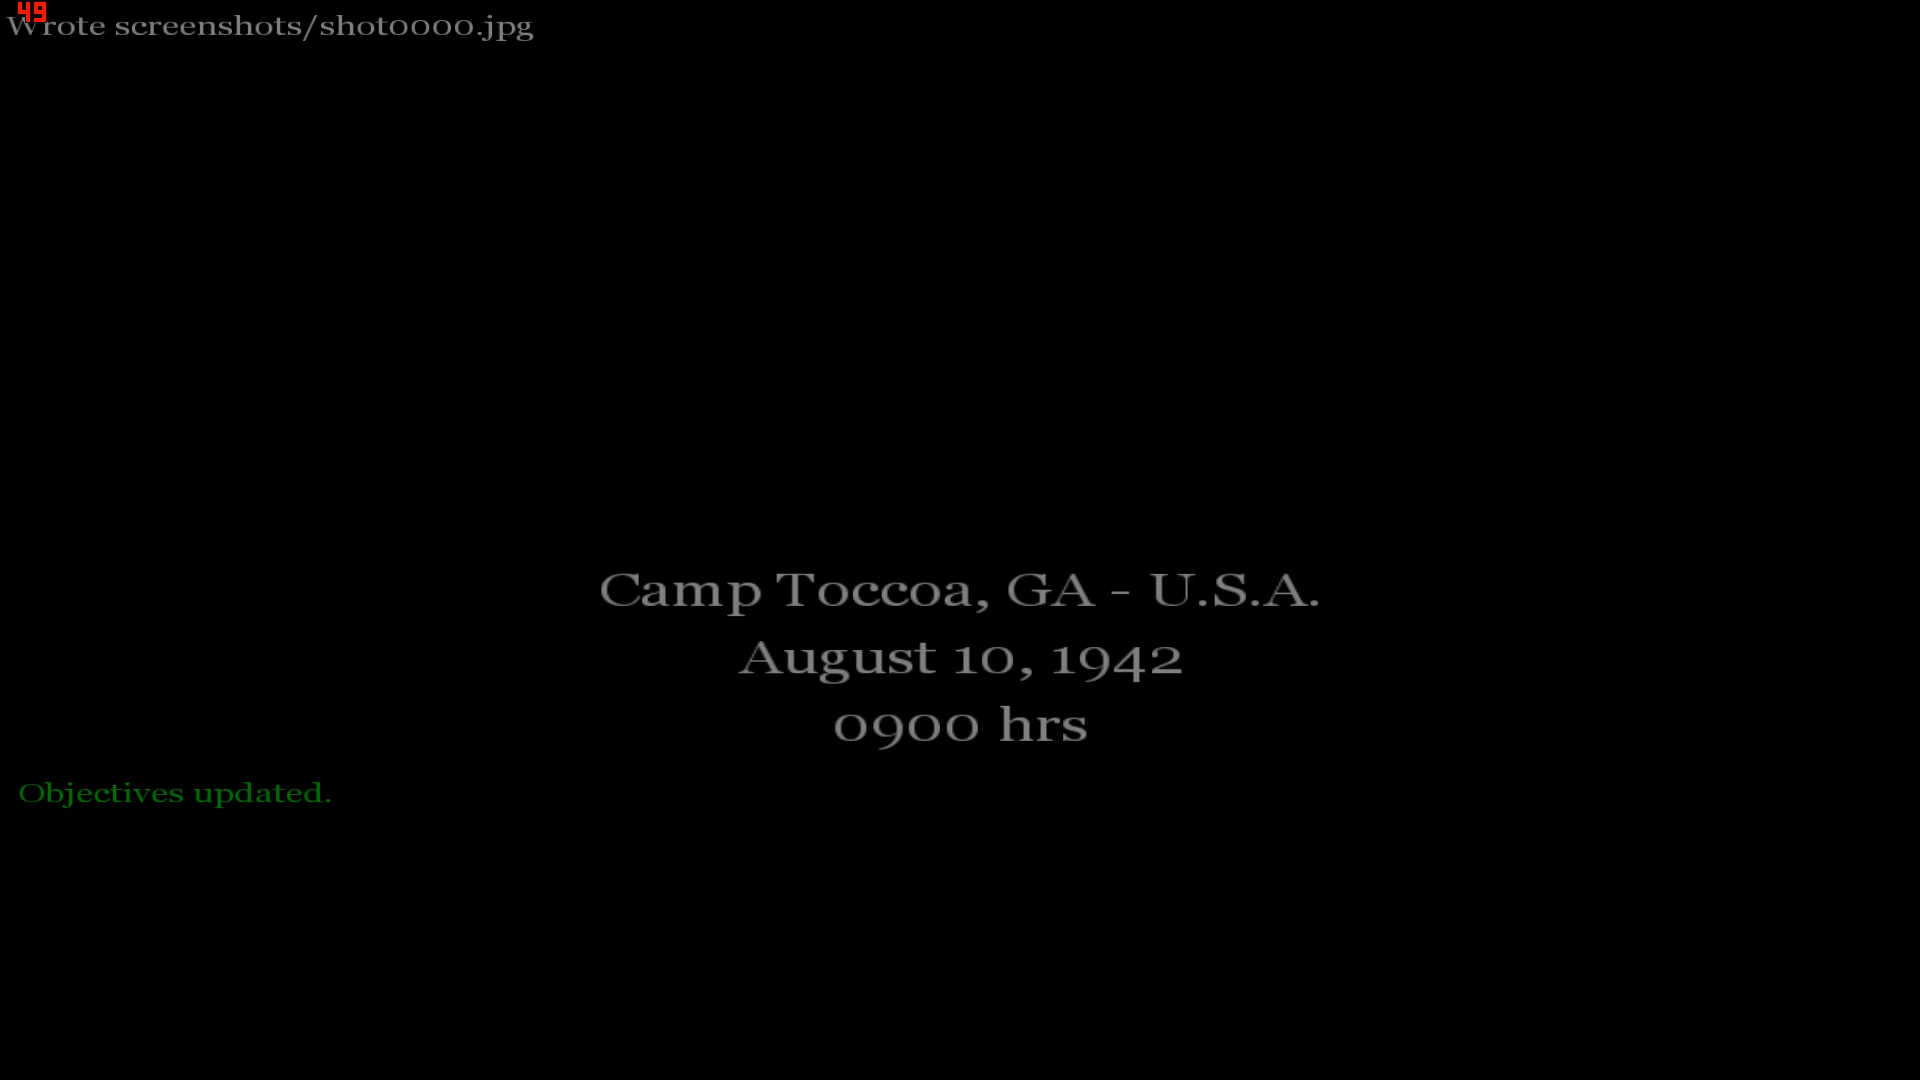 49
Wrote screenshots/shot0000.jpg
Camp Toccoa, GA - U.S.A.
August 10, 1942
0900 hrs
Objectives updated.